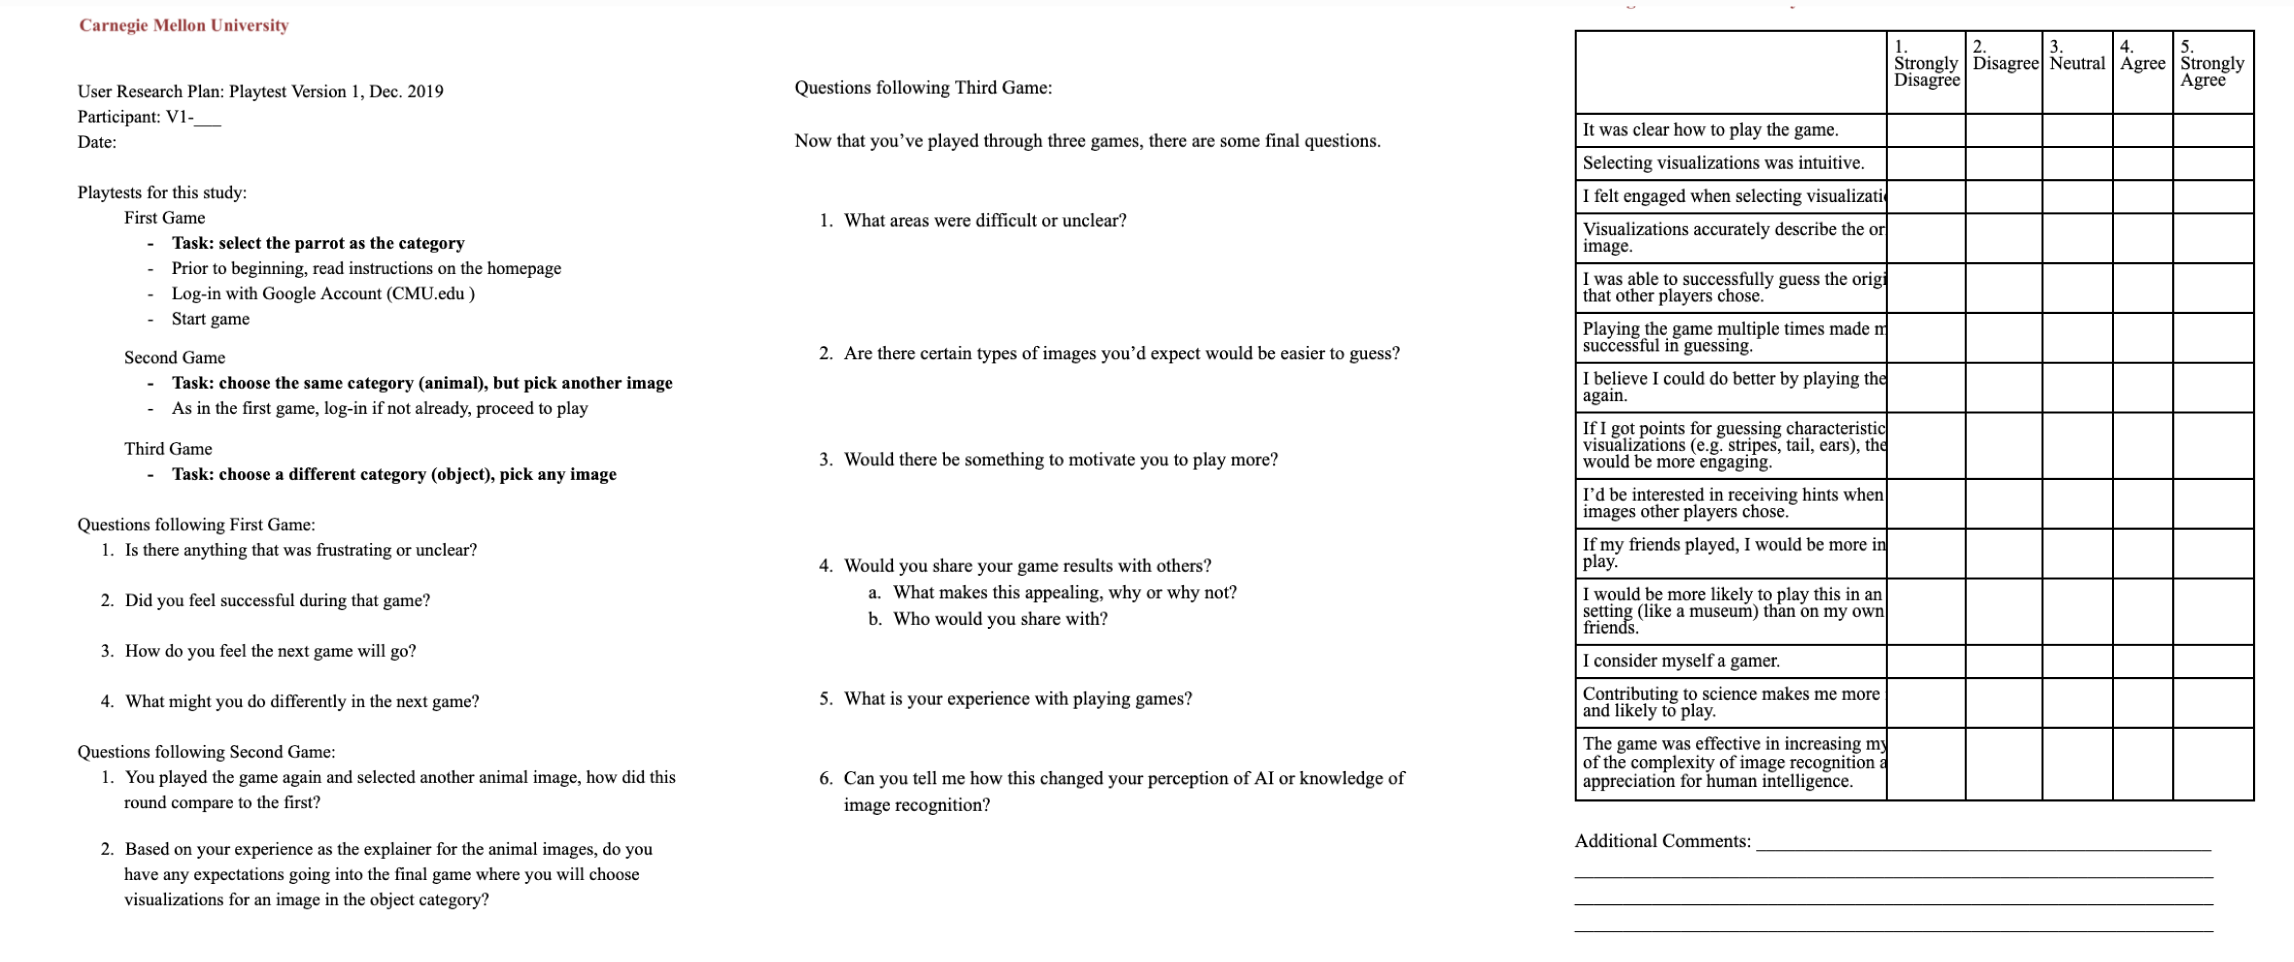 Carnegie Mellon University
User Research Plan: Playtest Version 1, Dec. 2019
Participant: V1-___
Date:
Playtests for this study:
First Game
- Task: select the parrot as the category
- Prior to beginning, read instructions on the homepage
- Log-in with Google Account (CMU.edu )
- Start game
Second Game
- Task: choose the same category (animal), but pick another image
- As in the first game, log-in if not already, proceed to play
Third Game
- Task: choose a different category (object), pick any image
Questions following First Game:
1. Is there anything that was frustrating or unclear?
2. Did you feel successful during that game?
3. How do you feel the next game will go?
4. What might you do differently in the next game?
Questions following Second Game:
1. You played the game again and selected another animal image, how did this
round compare to the first?
2. Based on your experience as the explainer for the animal images, do you
have any expectations going into the final game where you will choose
visualizations for an image in the object category?
Questions following Third Game:
Now that you've played through three games, there are some final questions.
1. What areas were difficult or unclear?
2. Are there certain types of images you'd expect would be easier to guess?
3. Would there be something to motivate you to play more?
4. Would you share your game results with others?
a. What makes this appealing, why or why not?
b. Who would you share with?
5. What is your experience with playing games?
6. Can you tell me how this changed your perception of AI or knowledge of
image recognition?
1. Strongly Disagree
2. Disagree
3. Neutral
4. Agree
5. Strongly Agree
It was clear how to play the game.
Selecting visualizations was intuitive.
I felt engaged when selecting
Visualizations accurately describe the
image.
I was able to successfully guess the
that other players chose.
Playing the game multiple times made
successful in guessing.
I believe I could do better by playing the
again.
If I got points for guessing
visualizations (e.g. stripes, tail, ears),
would be more engaging.
I'd be interested in receiving hints when
images other players chose.
If my friends played, I would be more
play.
I would be more likely to play this in an
setting (like a museum) than on my own
friends.
I consider myself a gamer.
Contributing to science makes me more
and likely to play.
The game was effective in increasing my
of the complexity of image recognition
appreciation for human intelligence.
Additional Comments: